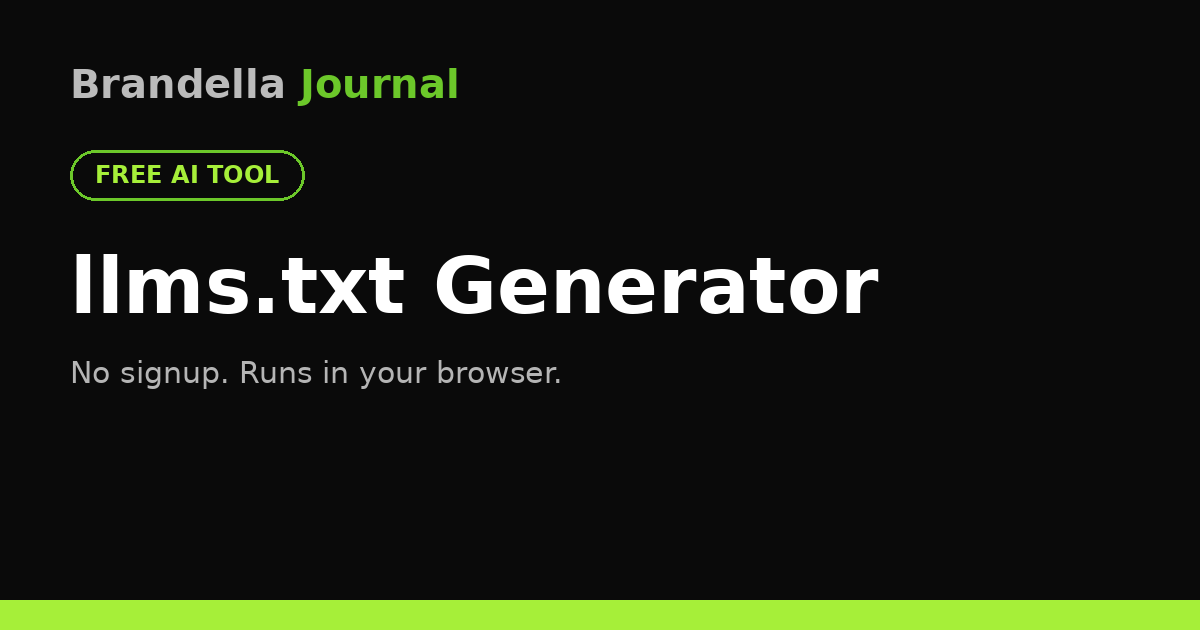 Brandella Journal
FREE AI TOOL
llms.txt Generator
No signup. Runs in your browser.